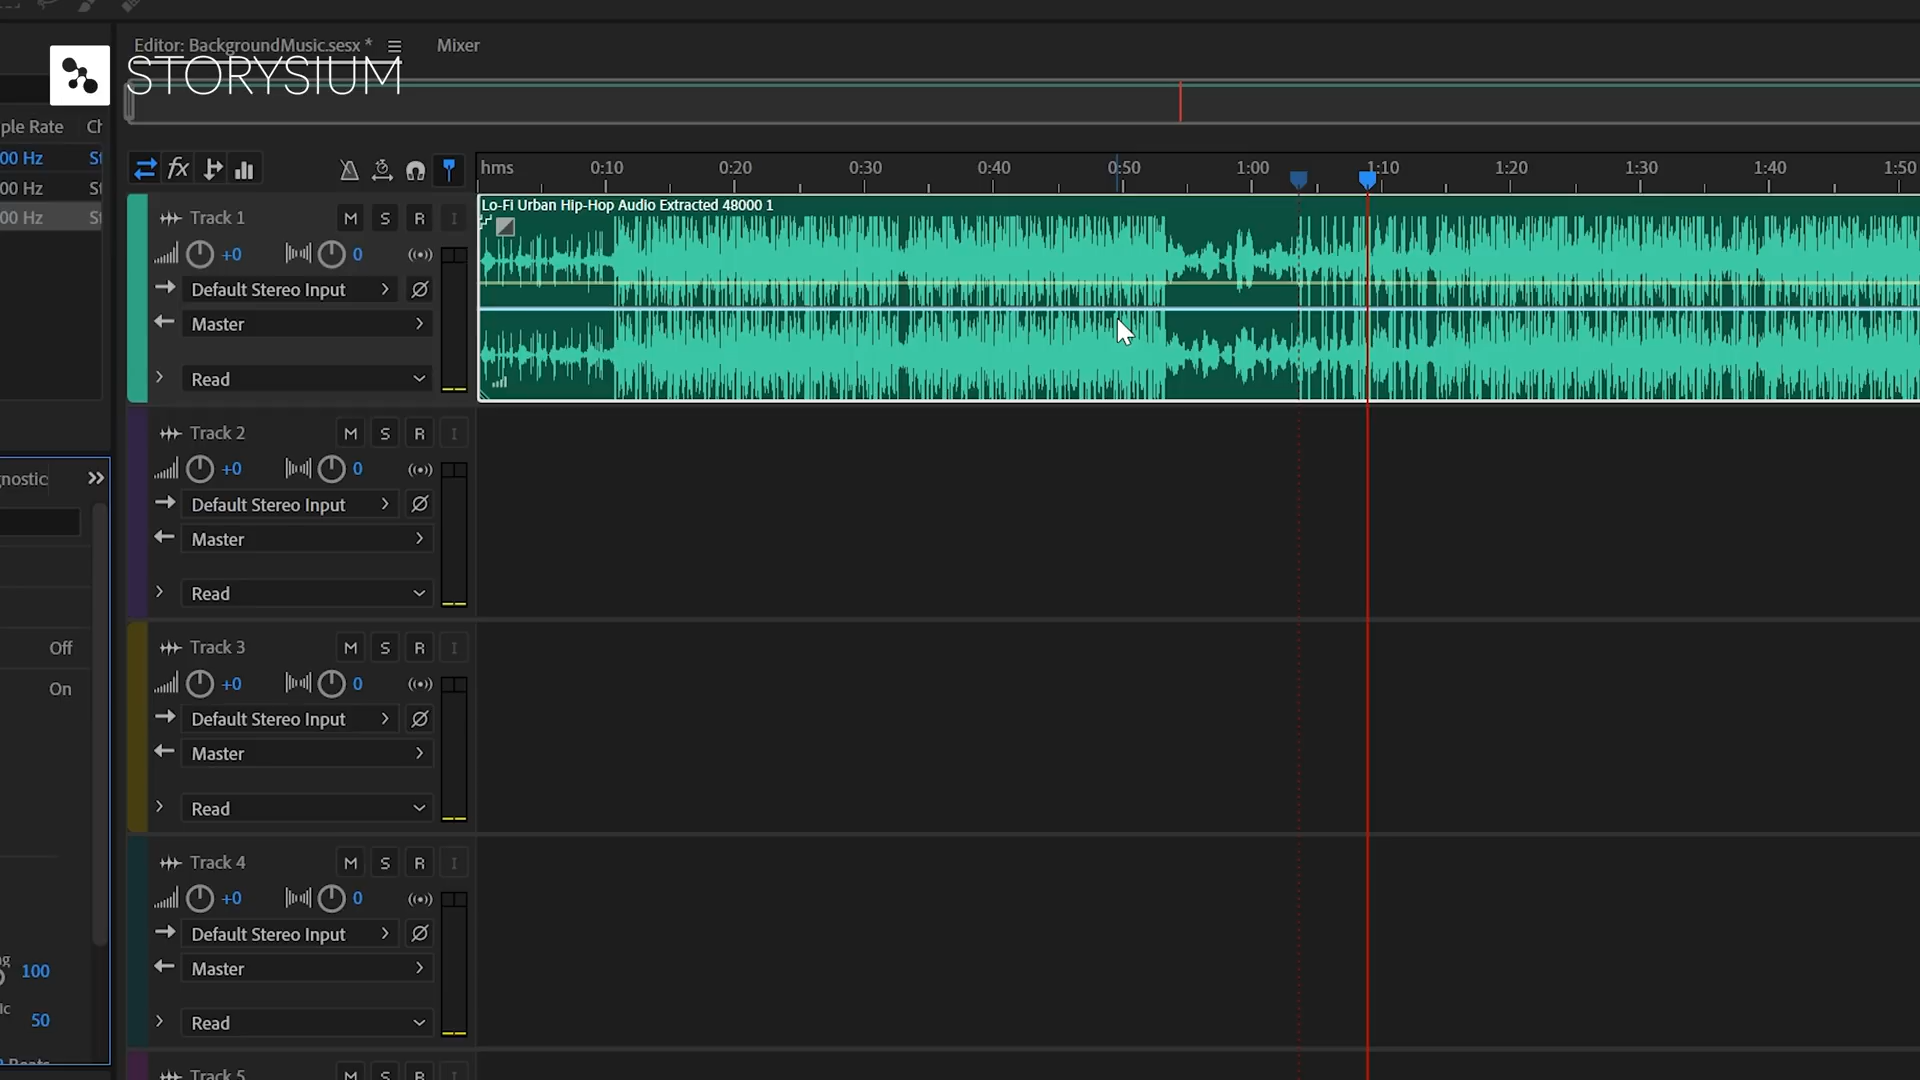 Editor: BackgroundMusic.sesx *
Mixer
STORYSIUM
ple Rate
00 Hz
00 Hz
00 Hz
hms 0:10 0:20 0:30 0:40 0:50 1:00 1:10 1:20 1:30 1:40 1:50
fx
Lo-Fi Urban Hip-Hop Audio Extracted 48000 1
Track 1 M S R I
+0 0
Default Stereo Input
Master
Read
Track 2 M S R I
+0 0
Default Stereo Input
Master
Read
nostic
Track 3 M S R I
+0 0
Default Stereo Input
Master
Read
Off
On
Track 4 M S R I
+0 0
Default Stereo Input
Master
Read
100
50
Track 5 M S R I